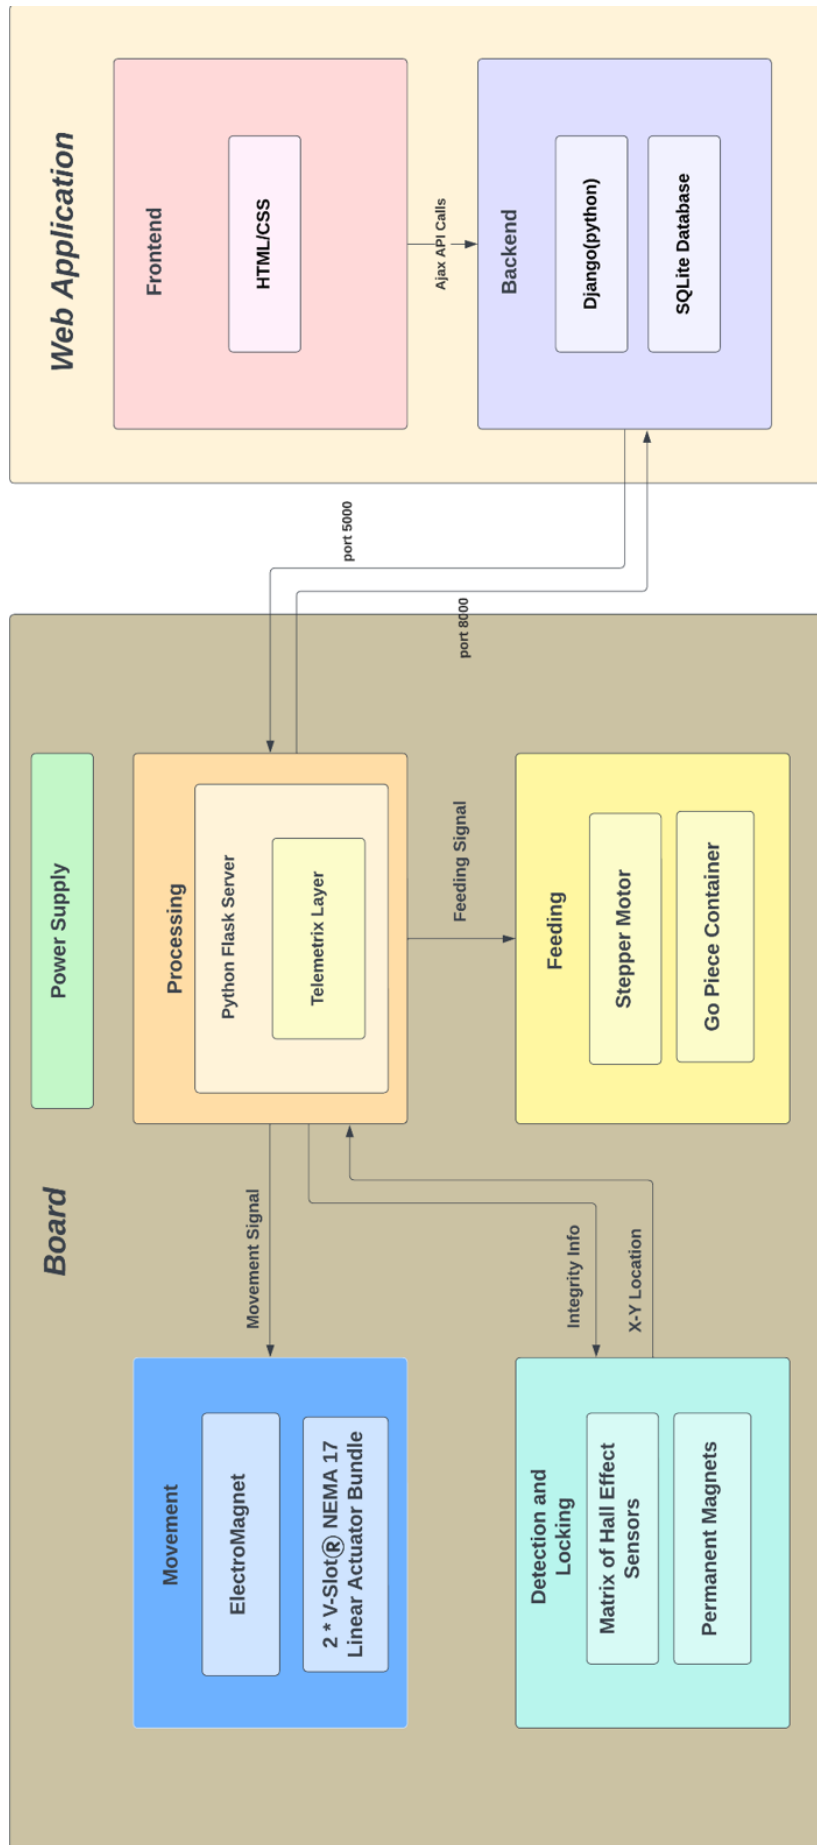 Board
Power Supply
Movement
ElectroMagnet
2 * V-Slot® NEMA 17
Linear Actuator Bundle
Movement Signal
Processing
Python Flask Server
Telemetrix Layer
Detection and
Locking
Matrix of Hall Effect
Sensors
Permanent Magnets
Integrity Info
X-Y Location
Feeding Signal
Feeding
Stepper Motor
Go Piece Container
port 5000
port 8000
Web Application
Frontend
HTML/CSS
Ajax API Calls
Backend
Django(python)
SQLite Database